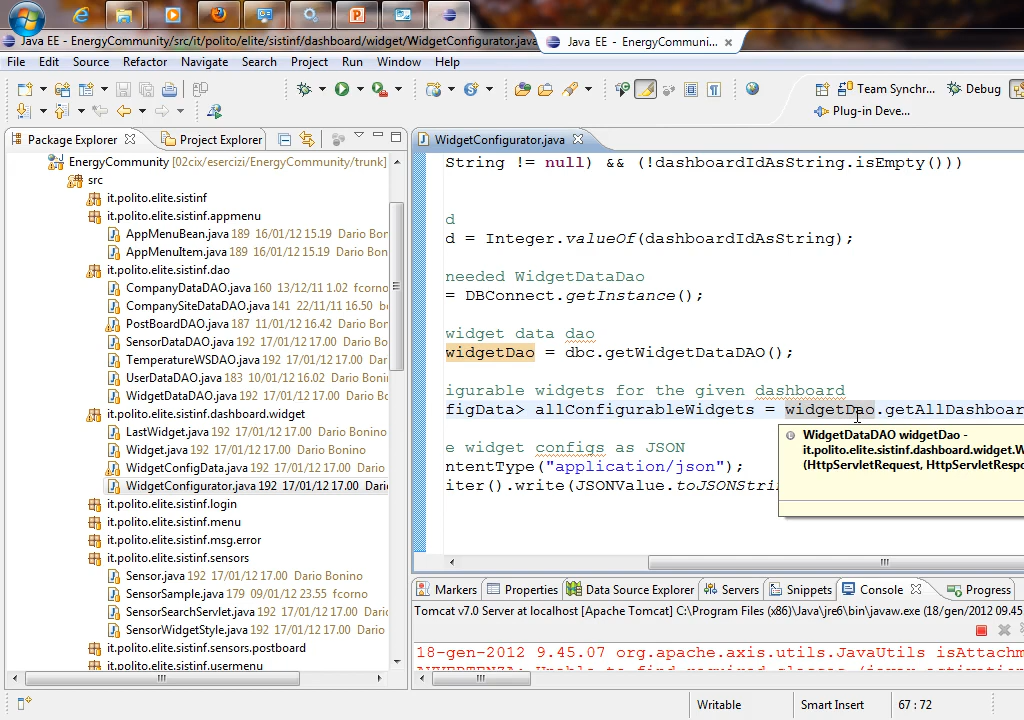 Java EE - EnergyCommunity/src/it/polito/elite/sistinf/dashboard/widget/WidgetConfigurator.java
Java EE - EnergyCommuni...
File Edit Source Refactor Navigate Search Project Run Window Help
Team Synchr...
Debug
Plug-in Deve...
Package Explorer
Project Explorer
WidgetConfigurator.java
EnergyCommunity [02cix/esercizi/EnergyCommunity/trunk]
src
it.polito.elite.sistinf
it.polito.elite.sistinf.appmenu
AppMenuBean.java 189 16/01/12 15.19 Dario Bon
AppMenuItem.java 189 16/01/12 15.19 Dario Bon
it.polito.elite.sistinf.dao
CompanyDataDAO.java 160 13/12/11 1.02 fcorno
CompanySiteDataDAO.java 141 22/11/11 16.50 b
PostBoardDAO.java 187 11/01/12 16.42 Dario Bon
SensorDataDAO.java 192 17/01/12 17.00 Dario Bon
TemperatureWSDAO.java 192 17/01/12 17.00 Dario
UserDataDAO.java 183 10/01/12 16.02 Dario Bonin
WidgetDataDAO.java 192 17/01/12 17.00 Dario Bon
it.polito.elite.sistinf.dashboard.widget
LastWidget.java 192 17/01/12 17.00 Dario Bonino
Widget.java 192 17/01/12 17.00 Dario Bonino
WidgetConfigData.java 192 17/01/12 17.00 Dario B
WidgetConfigurator.java 192 17/01/12 17.00 Dari
it.polito.elite.sistinf.login
it.polito.elite.sistinf.menu
it.polito.elite.sistinf.msg.error
it.polito.elite.sistinf.sensors
Sensor.java 192 17/01/12 17.00 Dario Bonino
SensorSample.java 179 09/01/12 23.55 fcorno
SensorSearchServlet.java 192 17/01/12 17.00 Dario
SensorWidgetStyle.java 192 17/01/12 17.00 Dario B
it.polito.elite.sistinf.sensors.postboard
it.polito.elite.sistinf.usermenu
String != null) && (!dashboardIdAsString.isEmpty()))
d
d = Integer.valueOf(dashboardIdAsString);
needed WidgetDataDao
= DBConnect.getInstance();
widget data dao
widgetDao = dbc.getWidgetDataDAO();
igurable widgets for the given dashboard
figData> allConfigurableWidgets = widgetDao.getAllDashboar
e widget configs as JSON
ntentType("application/json");
iter().write(JSONValue.toJSONStri
WidgetDataDAO widgetDao -
it.polito.elite.sistinf.dashboard.widget.W
(HttpServletRequest, HttpServletRespo
Markers Properties Data Source Explorer Servers Snippets Console Progress
Tomcat v7.0 Server at localhost [Apache Tomcat] C:\Program Files (x86)\Java\jre6\bin\javaw.exe (18/gen/2012 09.45
18-gen-2012 9.45.07 org.apache.axis.utils.JavaUtils isAttachm
AVVERTENZA: Unable to find required classes (javax.activation
Writable Smart Insert 67 : 72